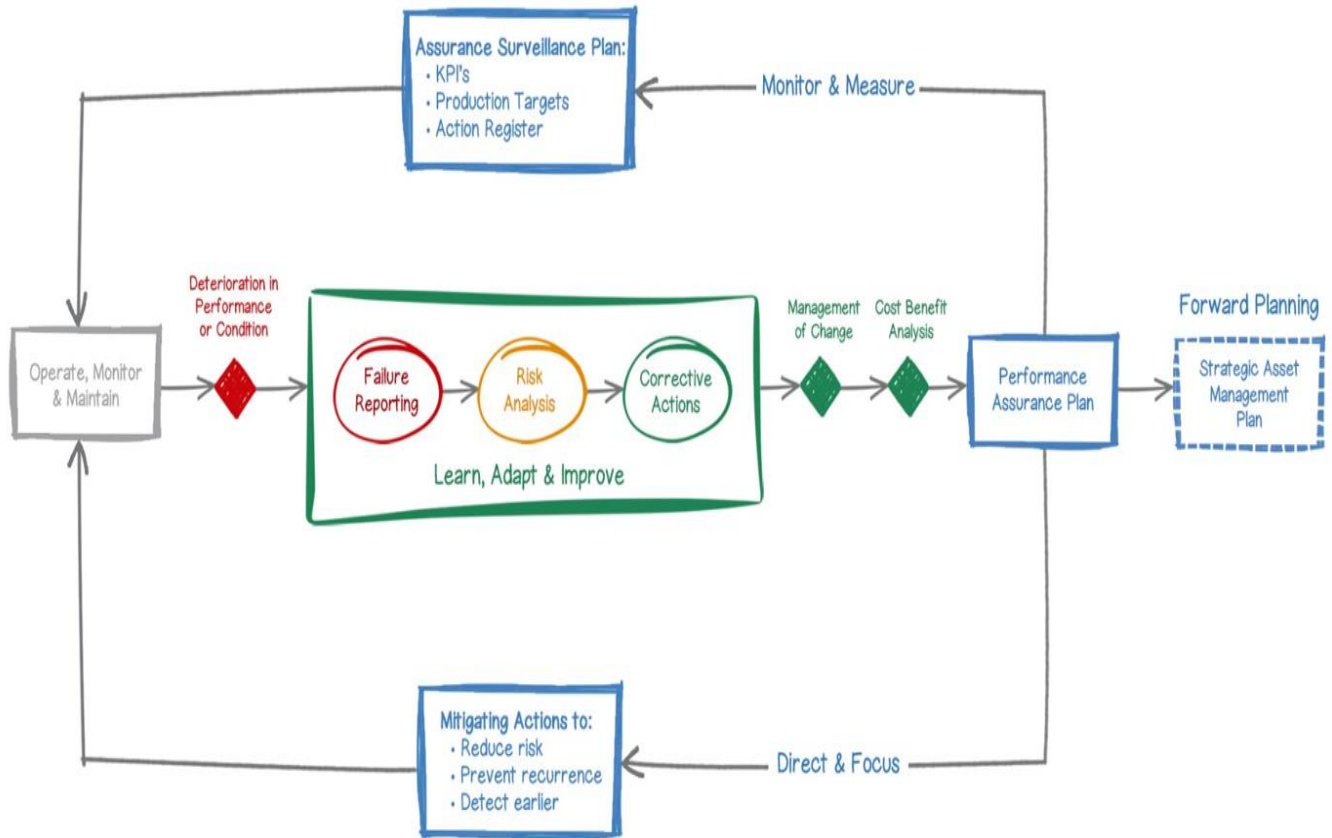 Assurance Surveillance Plan:
• KPI's
• Production Targets
• Action Register
Monitor & Measure
Deterioration in
Performance
or Condition
Operate, Monitor
& Maintain
Failure
Reporting
Risk
Analysis
Corrective
Actions
Learn, Adapt & Improve
Management
of Change
Cost Benefit
Analysis
Performance
Assurance Plan
Forward Planning
Strategic Asset
Management
Plan
Mitigating Actions to:
• Reduce risk
• Prevent recurrence
• Detect earlier
Direct & Focus